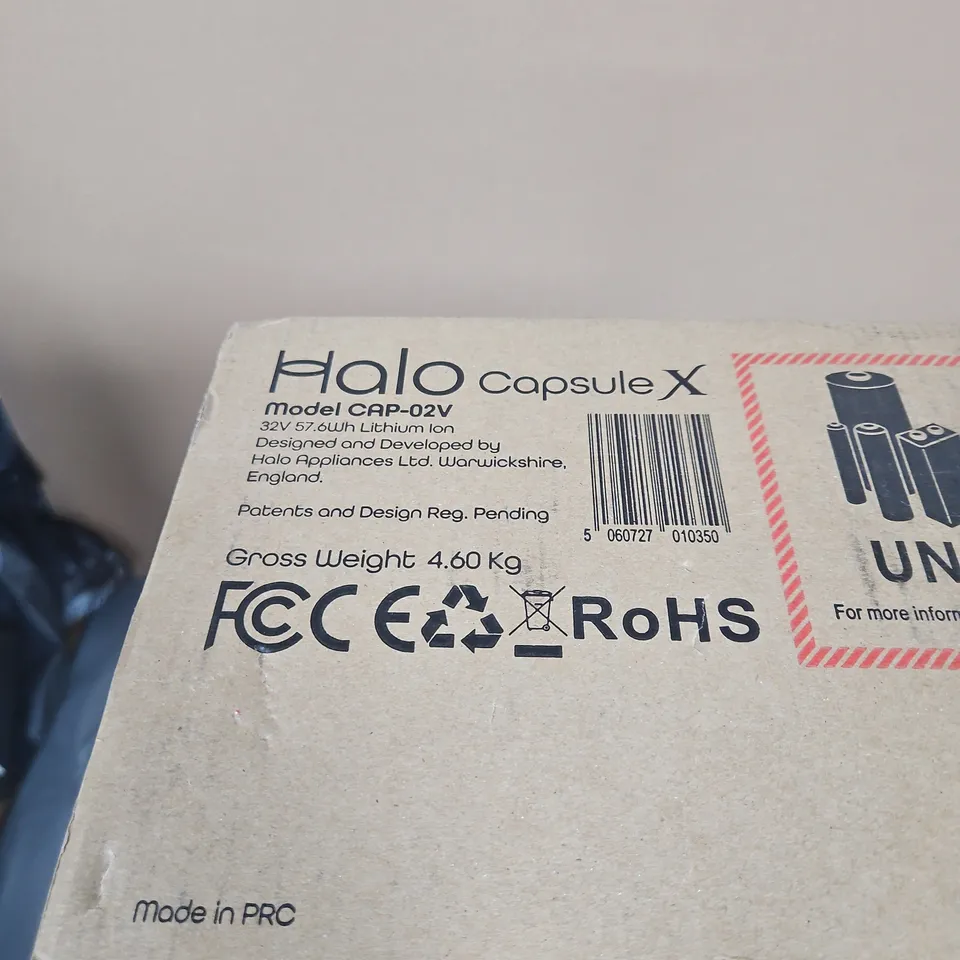 Halo Capsule X
Model CAP-02V
32V 57.6Wh Lithium Ion
Designed and Developed by
Halo Appliances Ltd. Warwickshire,
England.
Patents and Design Reg. Pending
5 060727 010350
Gross Weight 4.60 Kg
FCC CE RoHS
UN
For more inform
Made in PRC